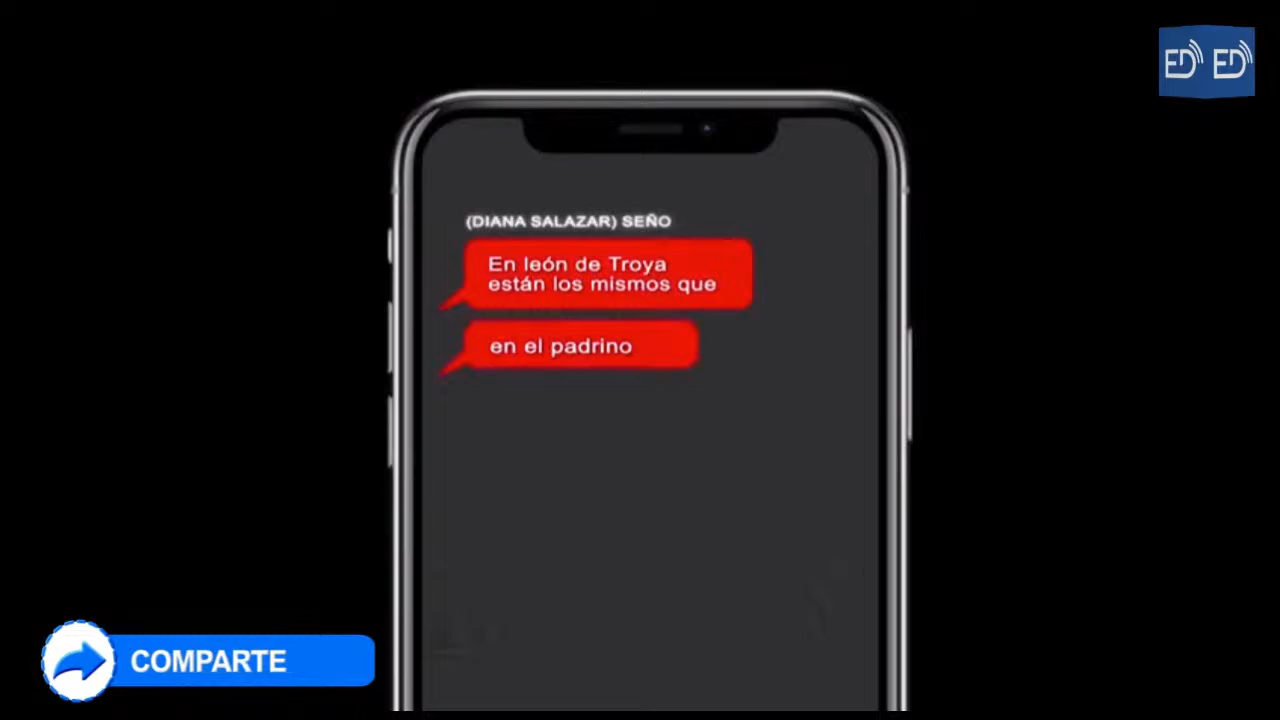 ED ED
(DIANA SALAZAR) SEÑO
En león de Troya
están los mismos que
en el padrino
COMPARTE